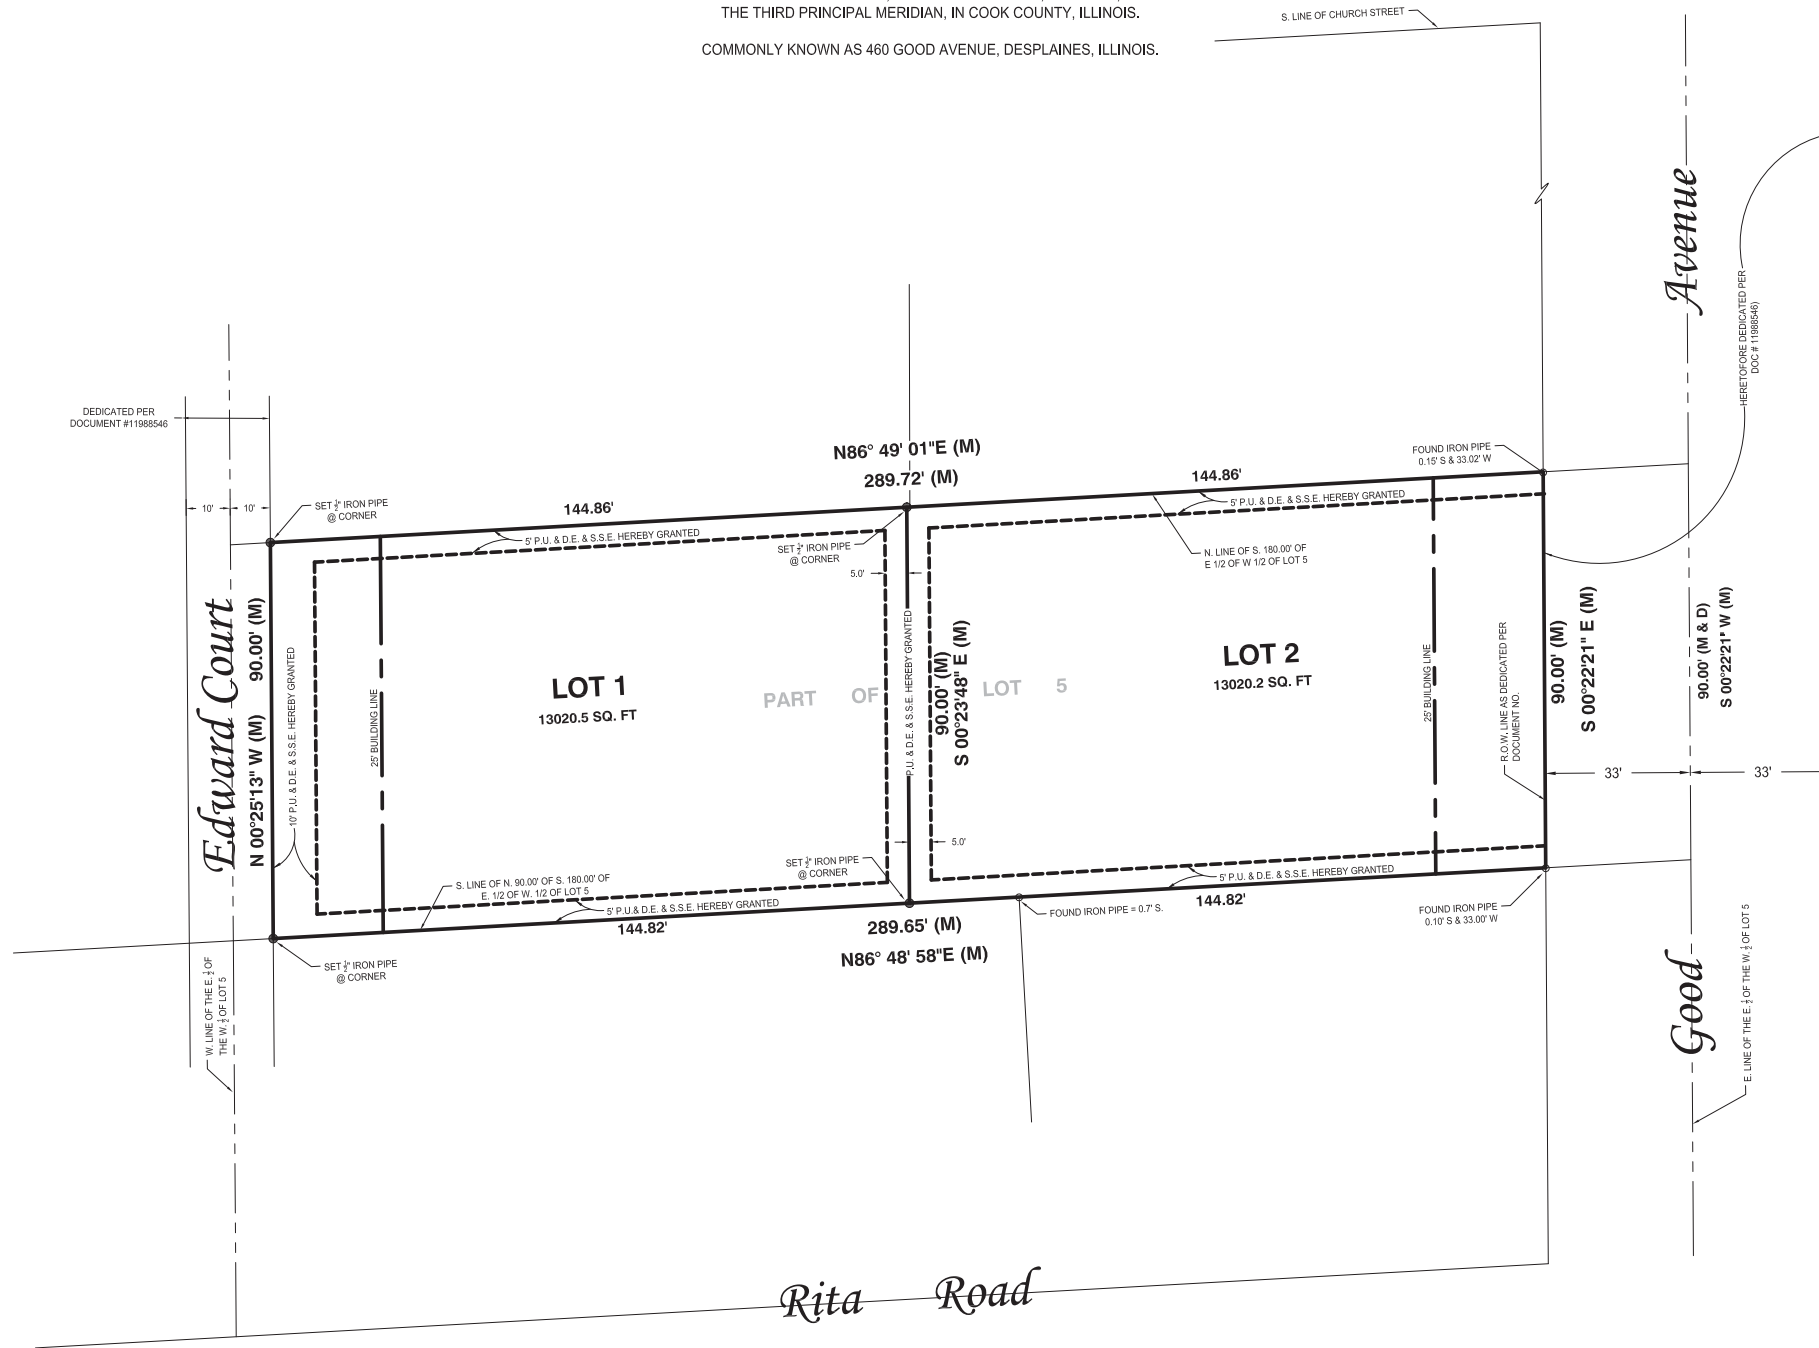 THE THIRD PRINCIPAL MERIDIAN, IN COOK COUNTY, ILLINOIS.
COMMONLY KNOWN AS 460 GOOD AVENUE, DESPLAINES, ILLINOIS.
S. LINE OF CHURCH STREET
Avenue
HERETOFORE DEDICATED PER
DOC # 11988546)
DEDICATED PER
DOCUMENT #11988546
N86° 49' 01"E (M)
289.72' (M)
FOUND IRON PIPE
0.15' S & 33.02' W
10'
10'
SET ½" IRON PIPE
@ CORNER
144.86'
144.86'
5' P.U. & D.E. & S.S.E. HEREBY GRANTED
5' P.U. & D.E. & S.S.E. HEREBY GRANTED
SET ½" IRON PIPE
@ CORNER
5.0'
N. LINE OF S. 180.00' OF
E 1/2 OF W 1/2 OF LOT 5
Edward Court
N 00°25'13" W (M) 90.00' (M)
10' P.U. & D.E. & S.S.E. HEREBY GRANTED
25' BUILDING LINE
LOT 1
13020.5 SQ. FT
PART OF LOT 5
P.U. & D.E. & S.S.E. HEREBY GRANTED
90.00' (M)
S 00°23'48" E (M)
LOT 2
13020.2 SQ. FT
25' BUILDING LINE
R.O.W. LINE AS DEDICATED PER
DOCUMENT NO.
90.00' (M)
S 00°22'21" E (M)
90.00' (M & D)
S 00°22'21" W (M)
33'
33'
5.0'
SET ½" IRON PIPE
@ CORNER
S. LINE OF N. 90.00' OF S. 180.00' OF
E. 1/2 OF W. 1/2 OF LOT 5
5' P.U.& D.E. & S.S.E. HEREBY GRANTED
5' P.U. & D.E. & S.S.E. HEREBY GRANTED
144.82'
289.65' (M)
N86° 48' 58"E (M)
FOUND IRON PIPE = 0.7' S.
144.82'
FOUND IRON PIPE
0.10' S & 33.00' W
SET ½" IRON PIPE
@ CORNER
W. LINE OF THE E. ½ OF
THE W. ½ OF LOT 5
Good
E. LINE OF THE E. ½ OF THE W. ½ OF LOT 5
Rita Road